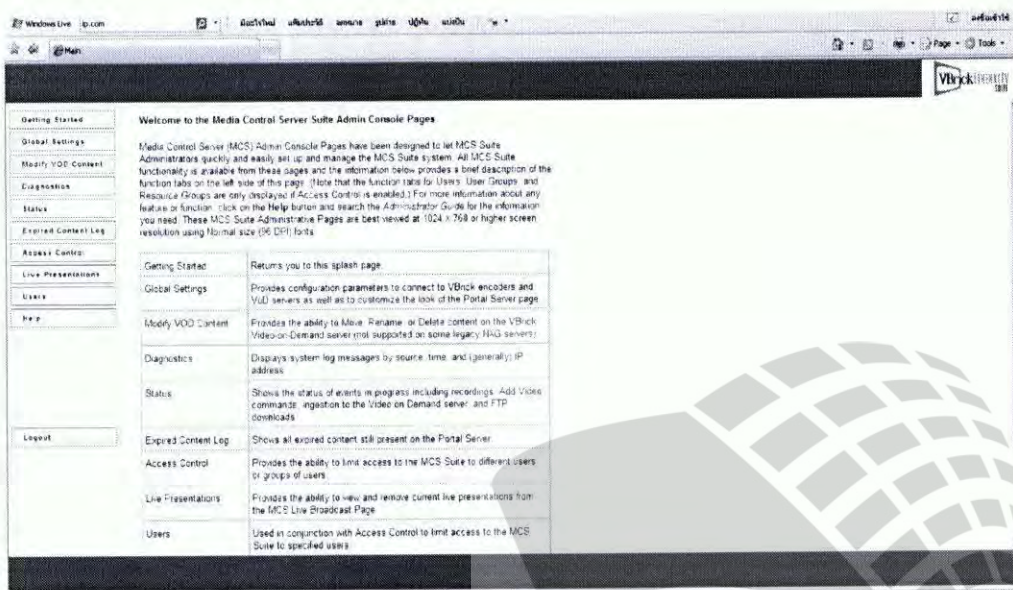 Windows Live ip.com
Main
Page Tools
VBrick
Getting Started
Global Settings
Modify VOD Content
Diagnostics
Status
Expired Content Log
Access Control
Live Presentations
Users
Help
Logout
Welcome to the Media Control Server Suite Admin Console Pages
Media Control Server (MCS) Admin Console Pages have been designed to let MCS Suite
Administrators quickly and easily set up and manage the MCS Suite system. All MCS Suite
functionality is available from these pages and the information below provides a brief description of the
function tabs on the left side of this page. (Note that the function tabs for Users, User Groups, and
Resource Groups are only displayed if Access Control is enabled.) For more information about any
feature or function, click on the Help button and search the Administrator Guide for the information
you need. These MCS Suite Administrative Pages are best viewed at 1024 x 768 or higher screen
resolution using Normal size (96 DPI) fonts.
Getting Started Returns you to this splash page.
Global Settings Provides configuration parameters to connect to VBrick encoders and
VoD servers as well as to customize the look of the Portal Server page.
Modify VOD Content Provides the ability to Move, Rename, or Delete content on the VBrick
Video-on-Demand server (not supported on some legacy NAG servers)
Diagnostics Displays system log messages by source, time, and (generally) IP
address.
Status Shows the status of events in progress including recordings, Add Video
commands, ingestion to the Video on Demand server, and FTP
downloads.
Expired Content Log Shows all expired content still present on the Portal Server.
Access Control Provides the ability to limit access to the MCS Suite to different users
or groups of users.
Live Presentations Provides the ability to view and remove current live presentations from
the MCS Live Broadcast Page.
Users Used in conjunction with Access Control to limit access to the MCS
Suite to specified users.